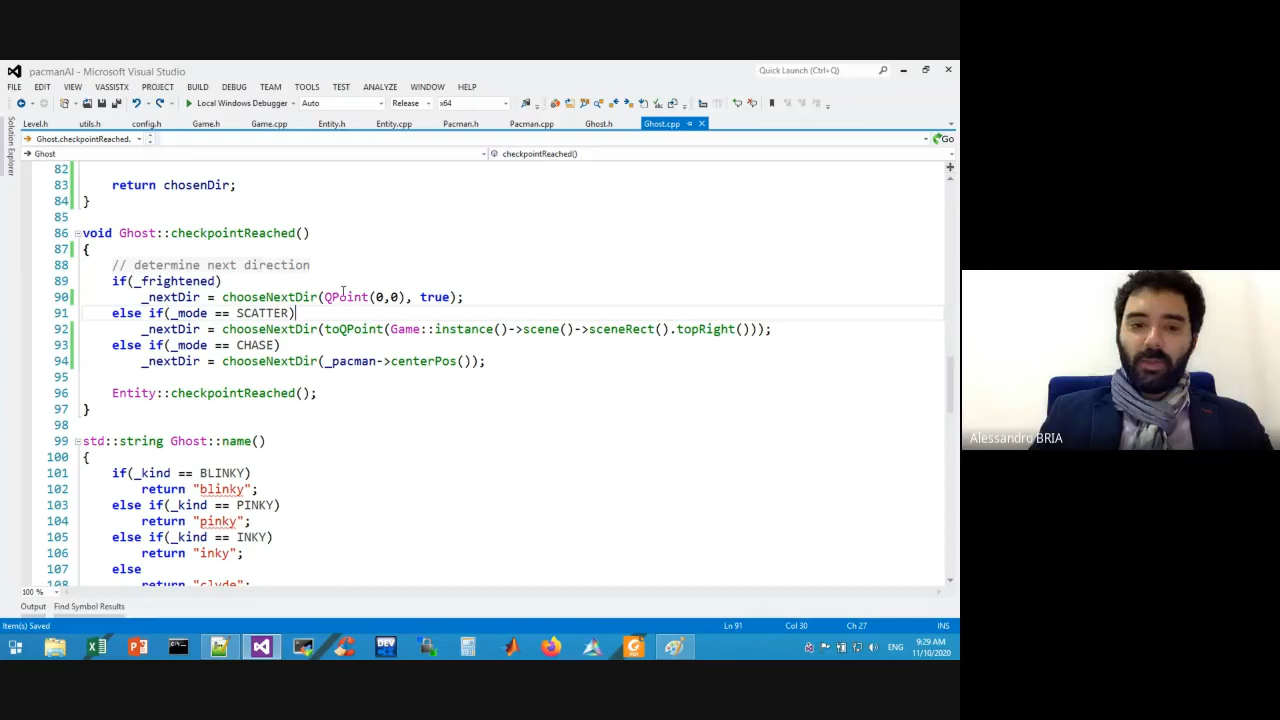 pacmanAI - Microsoft Visual Studio
Quick Launch (Ctrl+Q)
FILE EDIT VIEW VASSISTX PROJECT BUILD DEBUG TEAM TOOLS TEST ANALYZE WINDOW HELP
Local Windows Debugger Auto Release x64
Level.h utils.h config.h Game.h Game.cpp Entity.h Entity.cpp Pacman.h Pacman.cpp Ghost.h Ghost.cpp
Solution Explorer
Ghost.checkpointReached. Go
Ghost checkpointReached()
82
83 return chosenDir;
84 }
85
86 void Ghost::checkpointReached()
87 {
88 // determine next direction
89 if(_frightened)
90 _nextDir = chooseNextDir(QPoint(0,0), true);
91 else if(_mode == SCATTER)
92 _nextDir = chooseNextDir(toQPoint(Game::instance()->scene()->sceneRect().topRight()));
93 else if(_mode == CHASE)
94 _nextDir = chooseNextDir(_pacman->centerPos());
95
96 Entity::checkpointReached();
97 }
98
99 std::string Ghost::name()
100 {
101 if(_kind == BLINKY)
102 return "blinky";
103 else if(_kind == PINKY)
104 return "pinky";
105 else if(_kind == INKY)
106 return "inky";
107 else
108 return "clyde";
100 %
Output Find Symbol Results
Item(s) Saved Ln 91 Col 30 Ch 27 INS
DEV
ENG
9:29 AM
11/10/2020
Alessandro BRIA